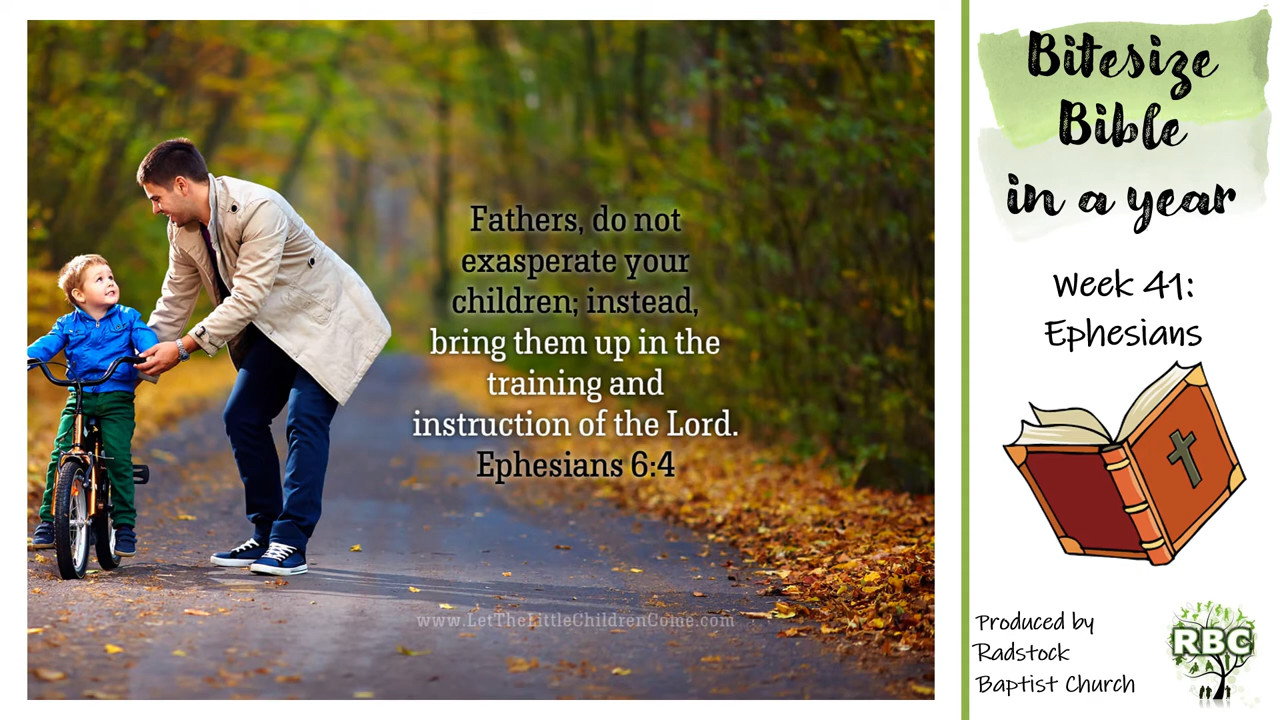 Fathers, do not
exasperate your
children; instead,
bring them up in the
training and
instruction of the Lord.
Ephesians 6:4
www.LetTheLittleChildrenCome.com
Bitesize
Bible
in a year
Week 41:
Ephesians
Produced by
Radstock
Baptist Church
RBC